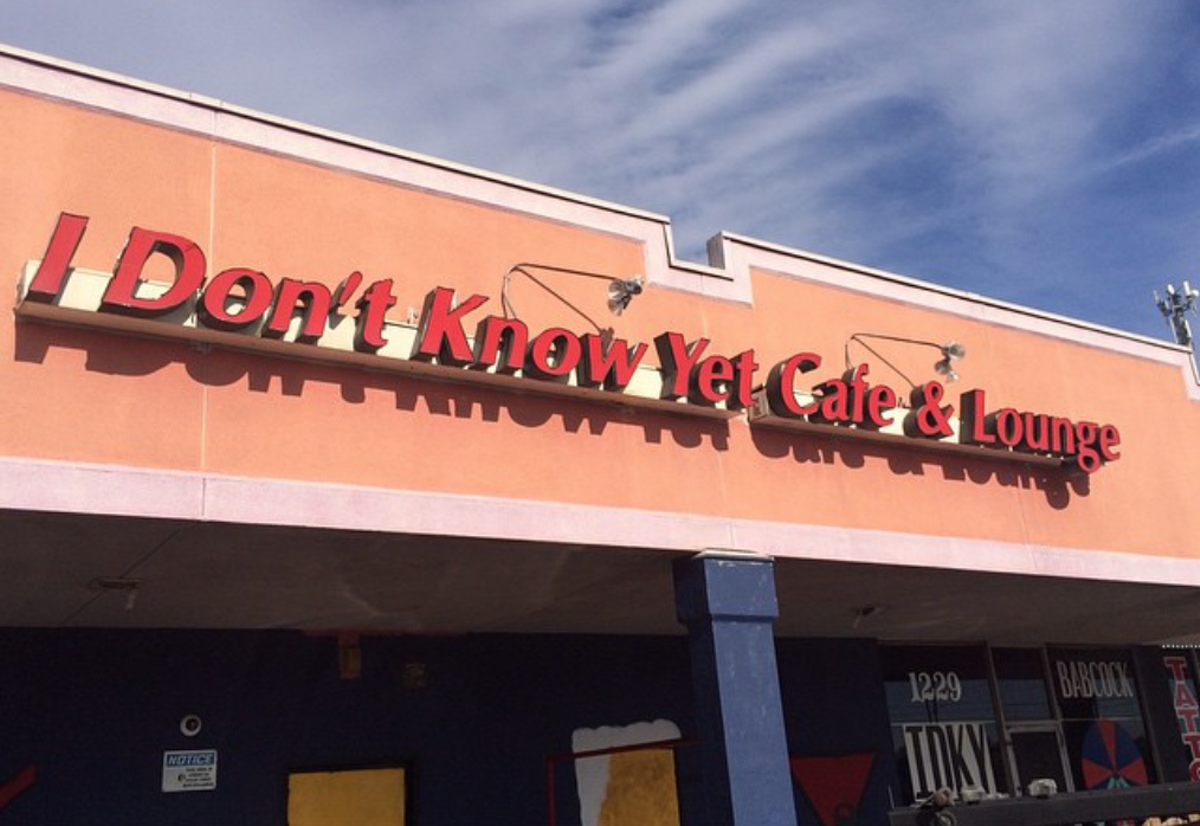 I Don't Know Yet Cafe & Lounge
1229
BABCOCK
IDKY
NOTICE